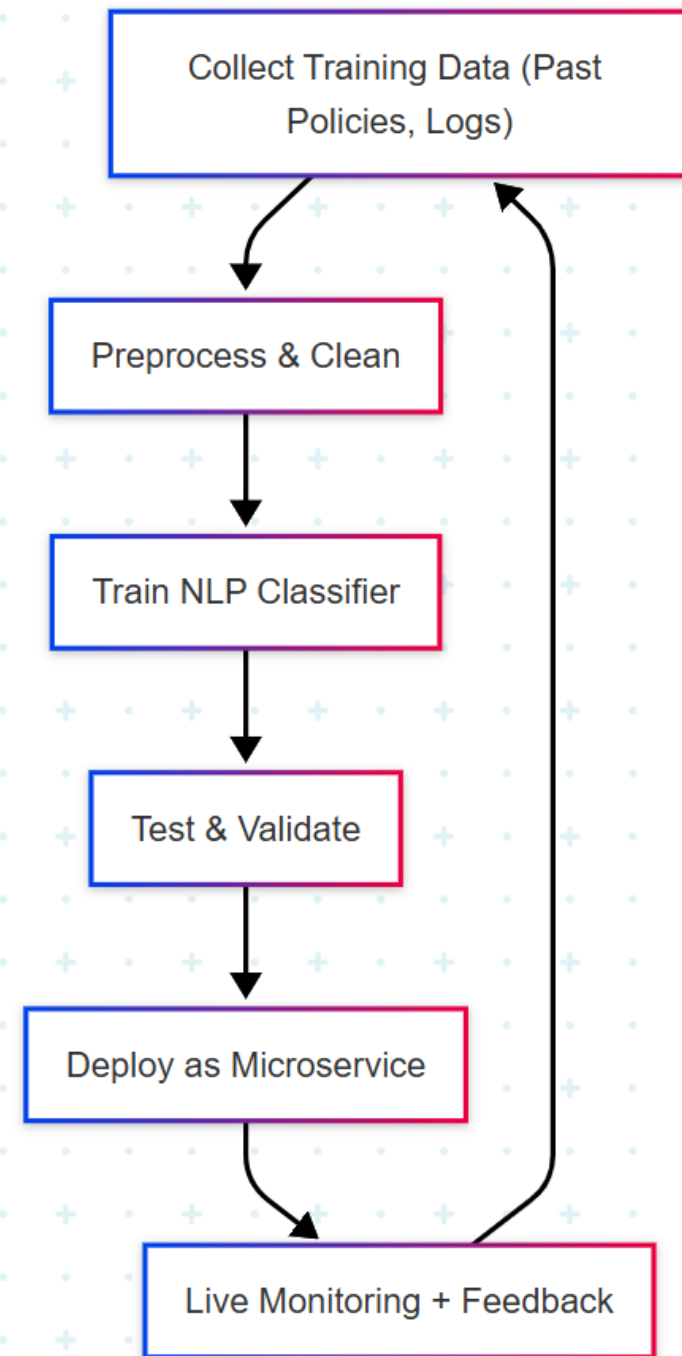 Collect Training Data (Past
Policies, Logs)
Preprocess & Clean
Train NLP Classifier
Test & Validate
Deploy as Microservice
Live Monitoring + Feedback